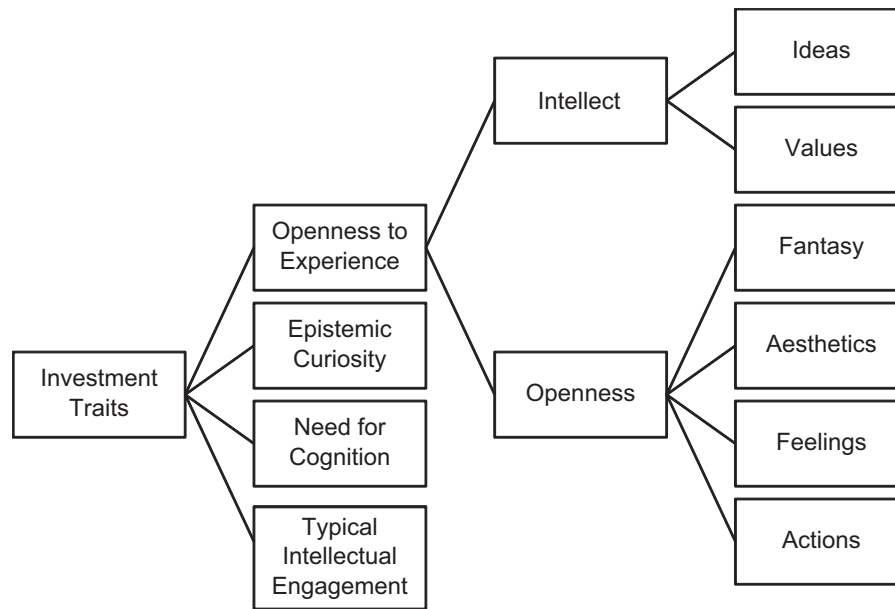 Investment
Traits
Openness to
Experience
Epistemic
Curiosity
Need for
Cognition
Typical
Intellectual
Engagement
Intellect
Openness
Ideas
Values
Fantasy
Aesthetics
Feelings
Actions